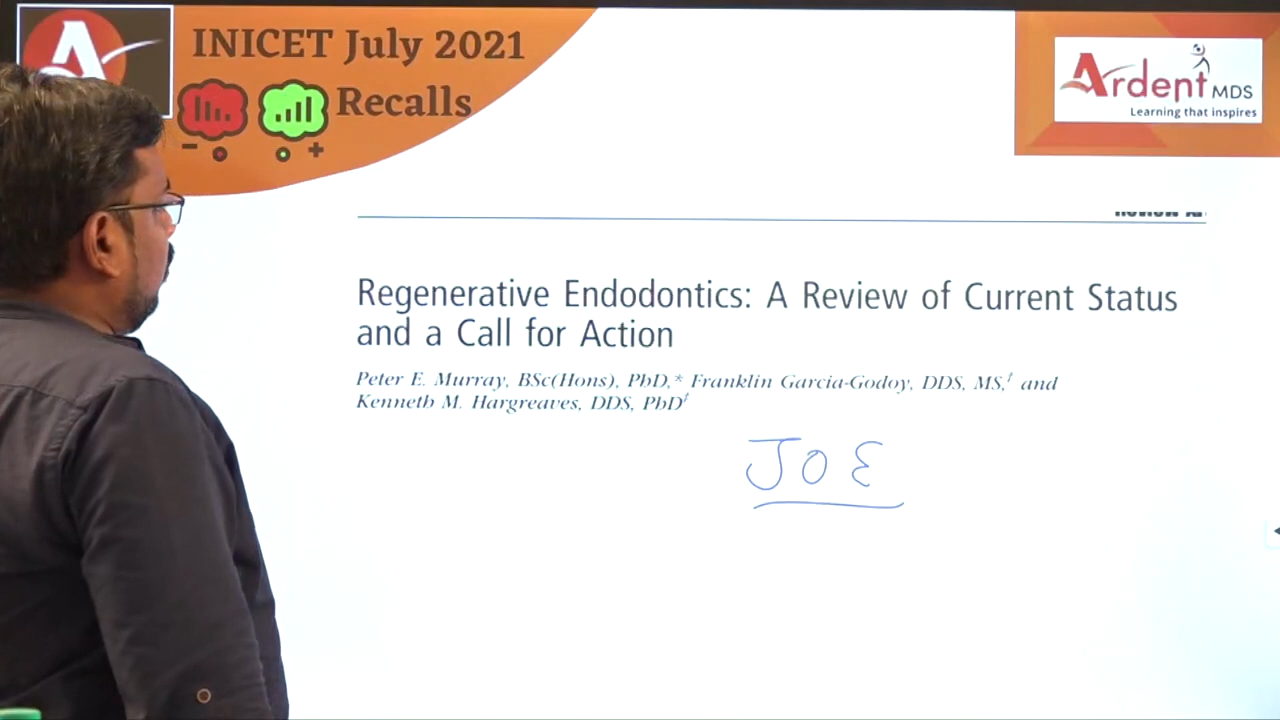 INICET July 2021
Recalls
Ardent MDS
Learning that inspires
Regenerative Endodontics: A Review of Current Status
and a Call for Action
Peter E. Murray, BSc(Hons), PhD,* Franklin Garcia-Godoy, DDS, MS,† and
Kenneth M. Hargreaves, DDS, PhD‡
JOE